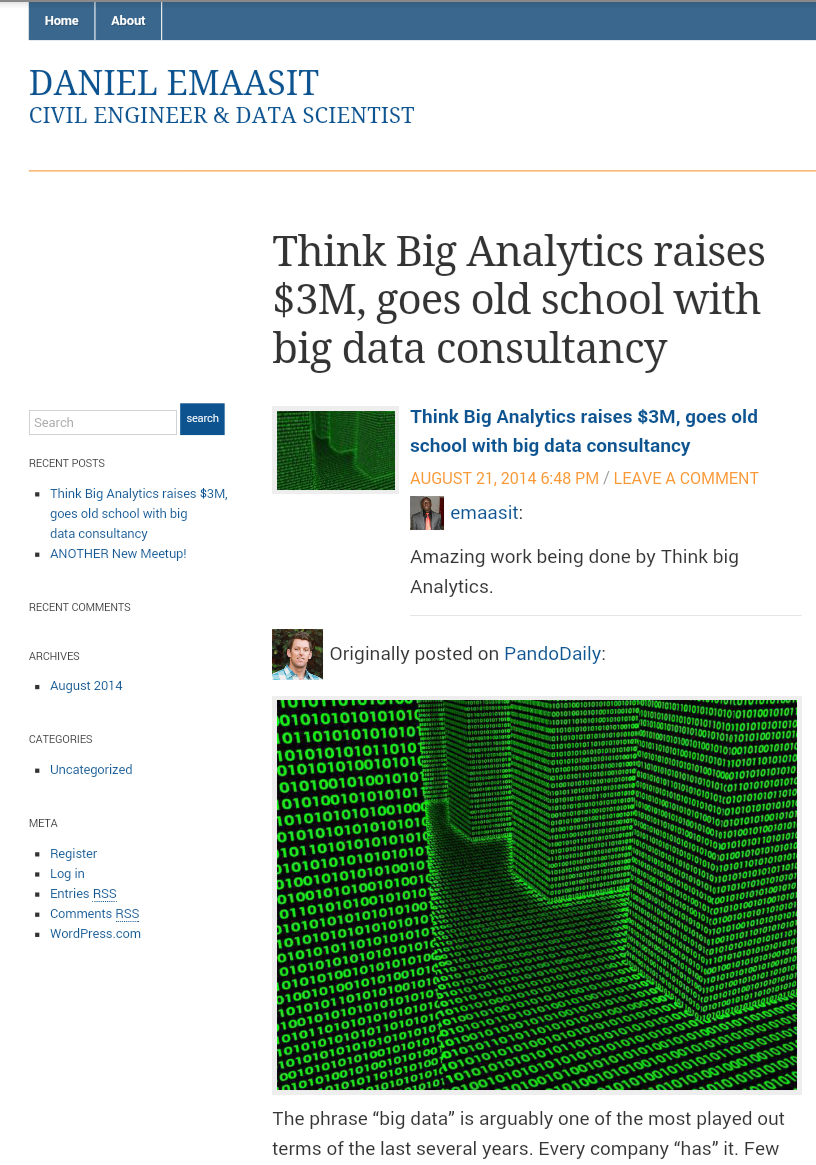 Home
About
DANIEL EMAASIT
CIVIL ENGINEER & DATA SCIENTIST
Think Big Analytics raises
$3M, goes old school with
big data consultancy
Search
search
RECENT POSTS
Think Big Analytics raises $3M,
goes old school with big
data consultancy
ANOTHER New Meetup!
RECENT COMMENTS
ARCHIVES
August 2014
CATEGORIES
Uncategorized
META
Register
Log in
Entries RSS
Comments RSS
WordPress.com
Think Big Analytics raises $3M, goes old
school with big data consultancy
AUGUST 21, 2014 6:48 PM / LEAVE A COMMENT
emaasit:
Amazing work being done by Think big
Analytics.
Originally posted on PandoDaily:
The phrase “big data” is arguably one of the most played out
terms of the last several years. Every company “has” it. Few